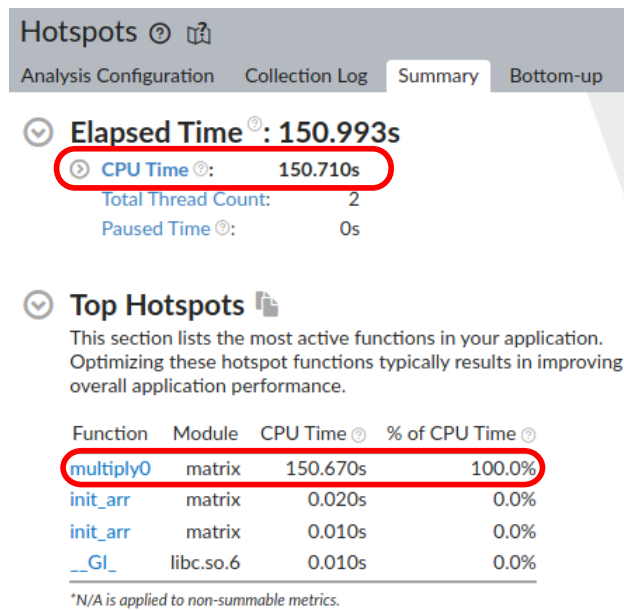 Hotspots
Analysis Configuration Collection Log Summary Bottom-up
Elapsed Time : 150.993s
CPU Time : 150.710s
Total Thread Count: 2
Paused Time : 0s
Top Hotspots
This section lists the most active functions in your application.
Optimizing these hotspot functions typically results in improving
overall application performance.
Function Module CPU Time % of CPU Time
multiply0 matrix 150.670s 100.0%
init_arr matrix 0.020s 0.0%
init_arr matrix 0.010s 0.0%
__GI_ libc.so.6 0.010s 0.0%
*N/A is applied to non-summable metrics.